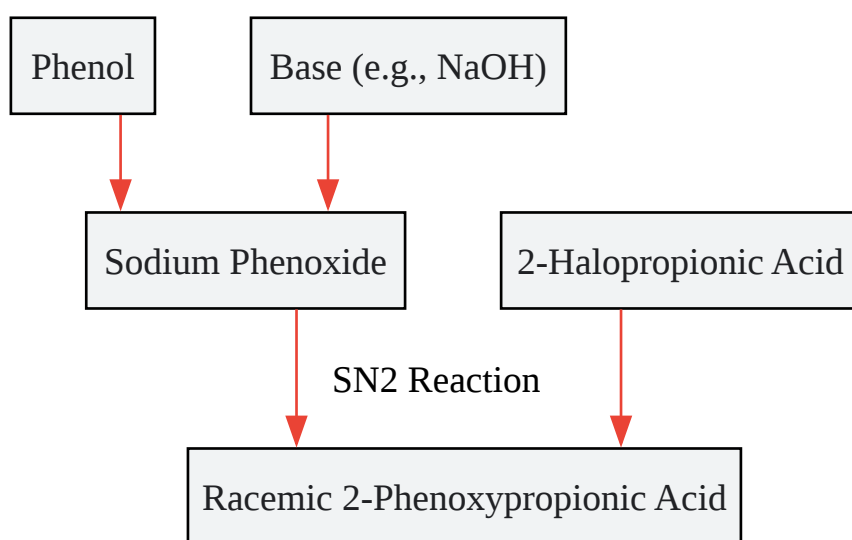 Phenol
Base (e.g., NaOH)
Sodium Phenoxide
2-Halopropionic Acid
SN2 Reaction
Racemic 2-Phenoxypropionic Acid